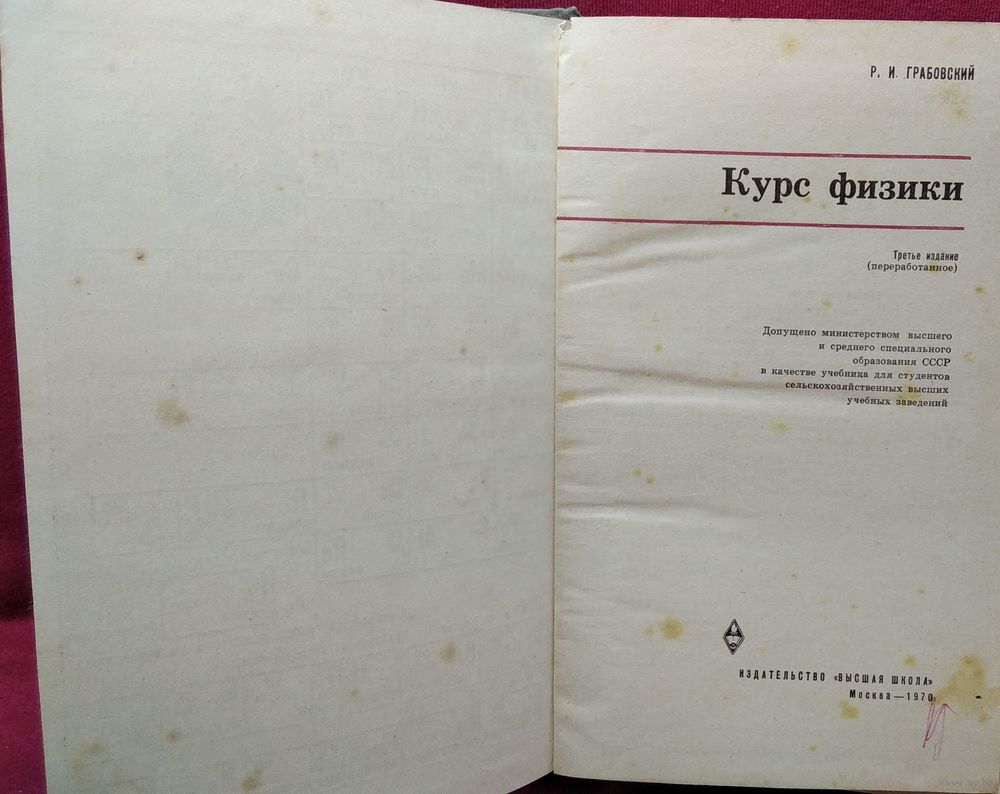 Р. И. ГРАБОВСКИЙ
Курс физики
Третье издание
(переработанное)
Допущено министерством высшего
и среднего специального
образования СССР
в качестве учебника для студентов
сельскохозяйственных высших
учебных заведений
ИЗДАТЕЛЬСТВО «ВЫСШАЯ ШКОЛА»
Москва — 1970